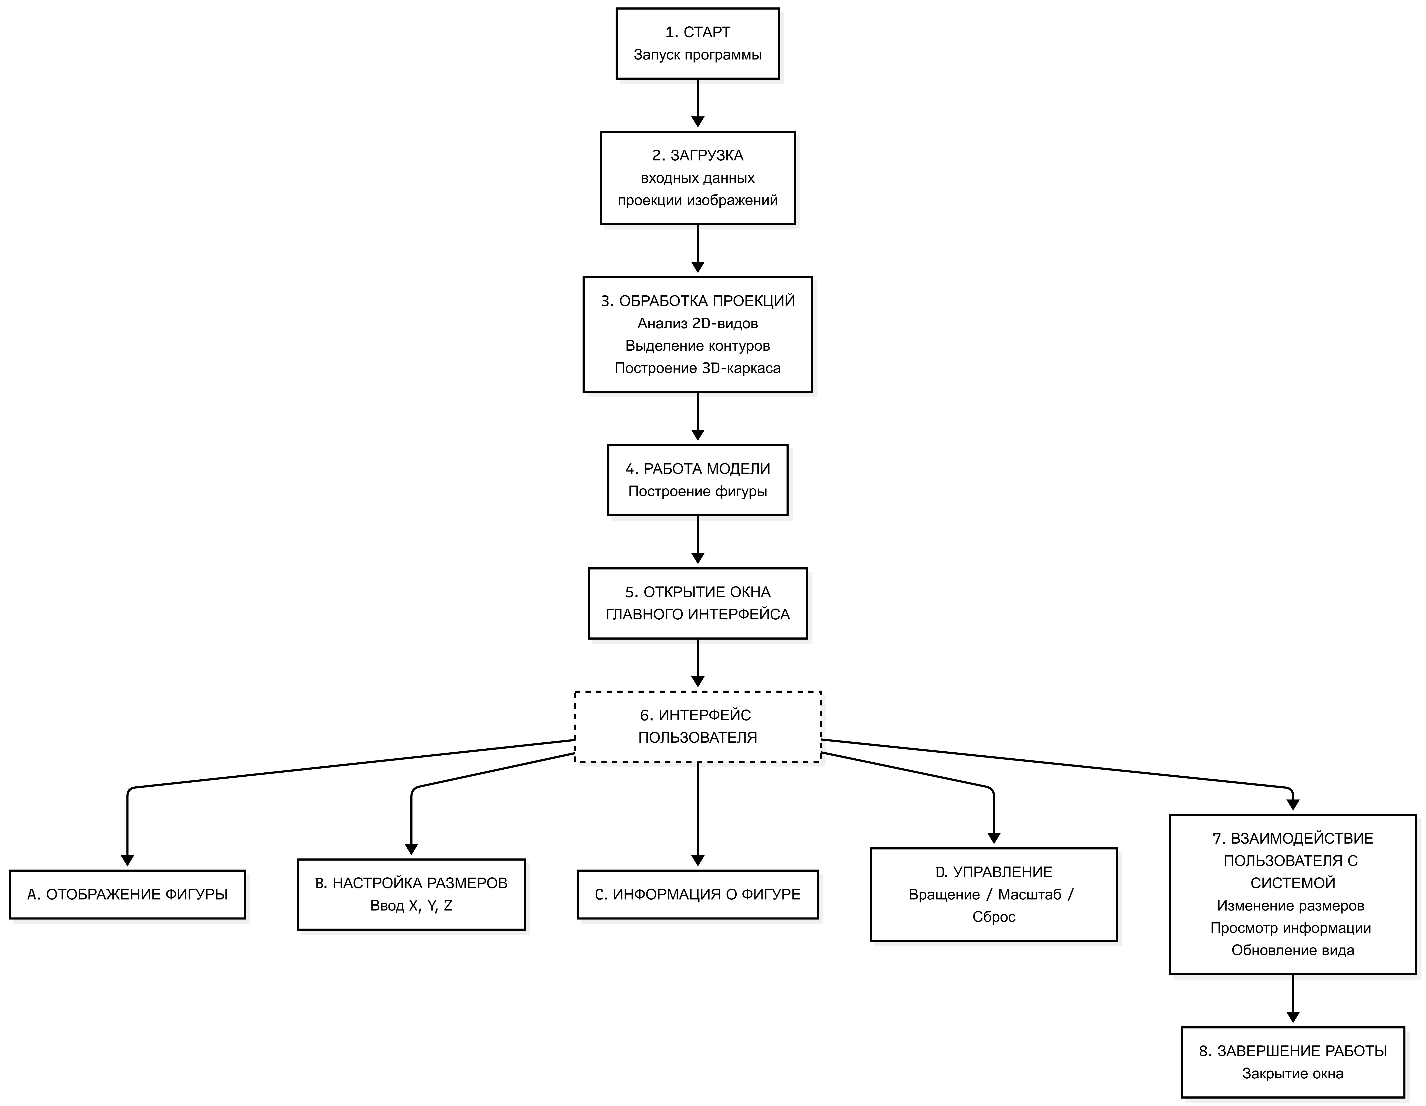 1. СТАРТ
Запуск программы
2. ЗАГРУЗКА
входных данных
проекции изображений
3. ОБРАБОТКА ПРОЕКЦИЙ
Анализ 2D-видов
Выделение контуров
Построение 3D-каркаса
4. РАБОТА МОДЕЛИ
Построение фигуры
5. ОТКРЫТИЕ ОКНА
ГЛАВНОГО ИНТЕРФЕЙСА
6. ИНТЕРФЕЙС
ПОЛЬЗОВАТЕЛЯ
A. ОТОБРАЖЕНИЕ ФИГУРЫ
B. НАСТРОЙКА РАЗМЕРОВ
Ввод X, Y, Z
C. ИНФОРМАЦИЯ О ФИГУРЕ
D. УПРАВЛЕНИЕ
Вращение / Масштаб /
Сброс
7. ВЗАИМОДЕЙСТВИЕ
ПОЛЬЗОВАТЕЛЯ С
СИСТЕМОЙ
Изменение размеров
Просмотр информации
Обновление вида
8. ЗАВЕРШЕНИЕ РАБОТЫ
Закрытие окна